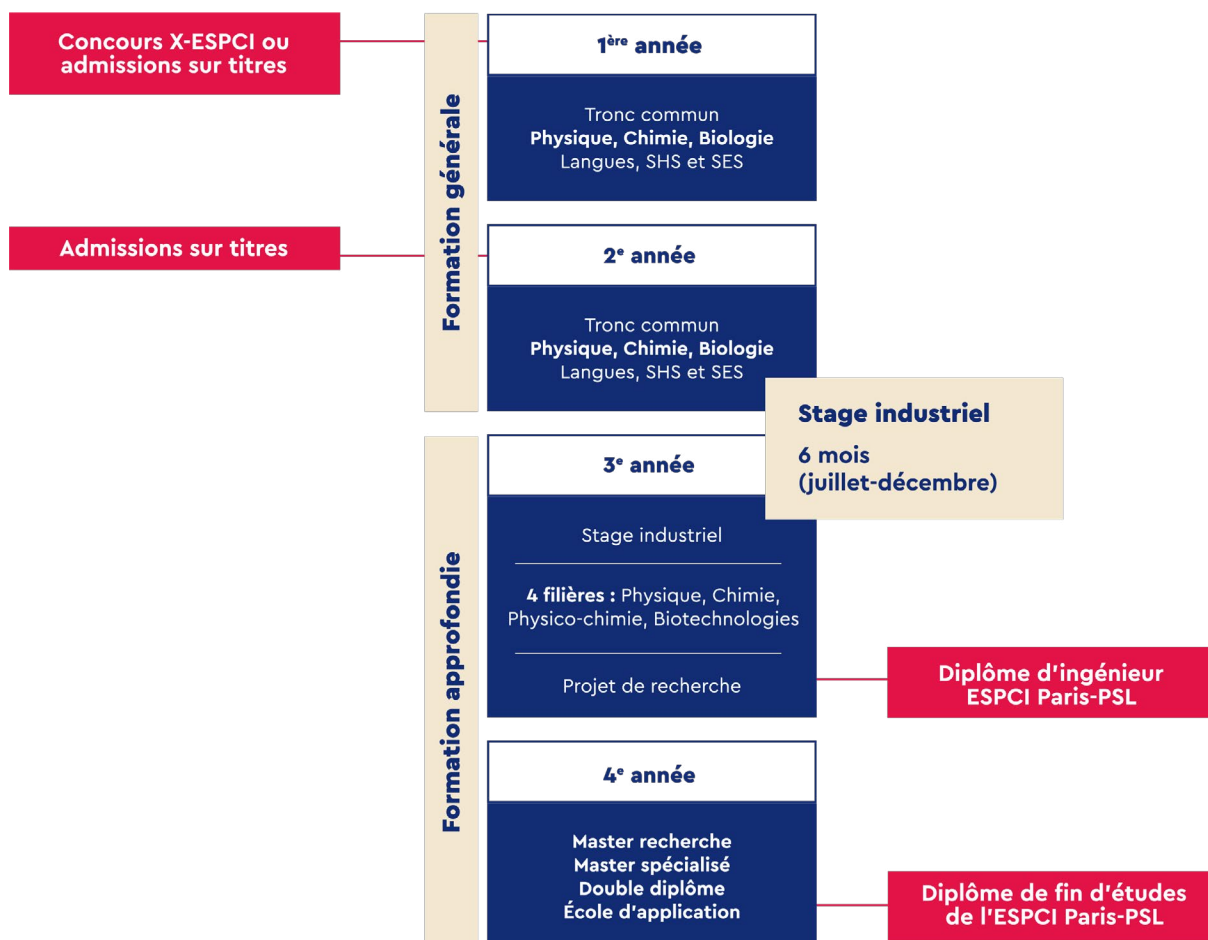 Concours X-ESPCI ou
admissions sur titres
Formation générale
1ère année
Tronc commun
Physique, Chimie, Biologie
Langues, SHS et SES
Admissions sur titres
2e année
Tronc commun
Physique, Chimie, Biologie
Langues, SHS et SES
Stage industriel
6 mois
(juillet-décembre)
Formation approfondie
3e année
Stage industriel
4 filières : Physique, Chimie,
Physico-chimie, Biotechnologies
Projet de recherche
Diplôme d'ingénieur
ESPCI Paris-PSL
4e année
Master recherche
Master spécialisé
Double diplôme
École d'application
Diplôme de fin d'études
de l'ESPCI Paris-PSL